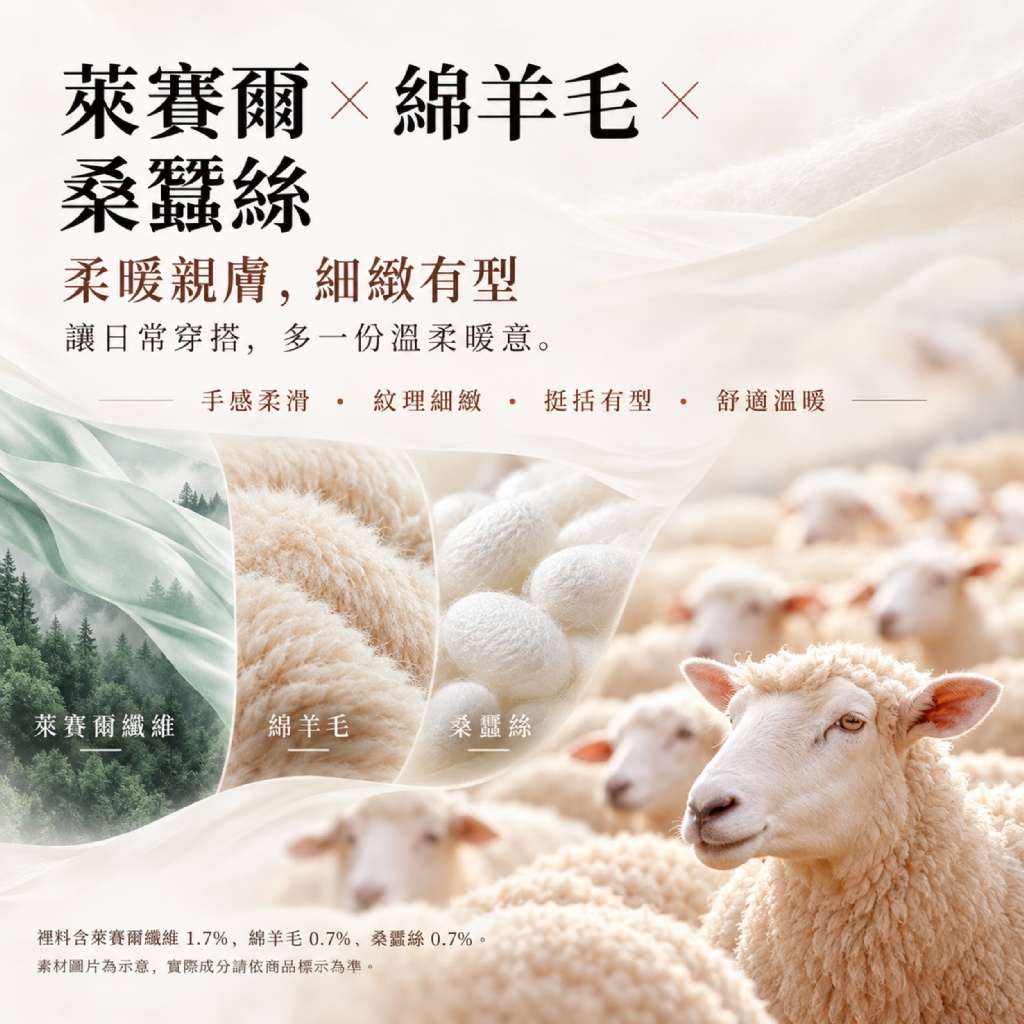 萊賽爾×綿羊毛×
桑蠶絲
柔暖親膚，細緻有型
讓日常穿搭，多一份溫柔暖意。
手感柔滑・紋理細緻・挺括有型・舒適溫暖
萊賽爾纖維
綿羊毛
桑蠶絲
裡料含萊賽爾纖維 1.7%、綿羊毛 0.7%、桑蠶絲 0.7%。
素材圖片為示意，實際成分請依商品標示為準。